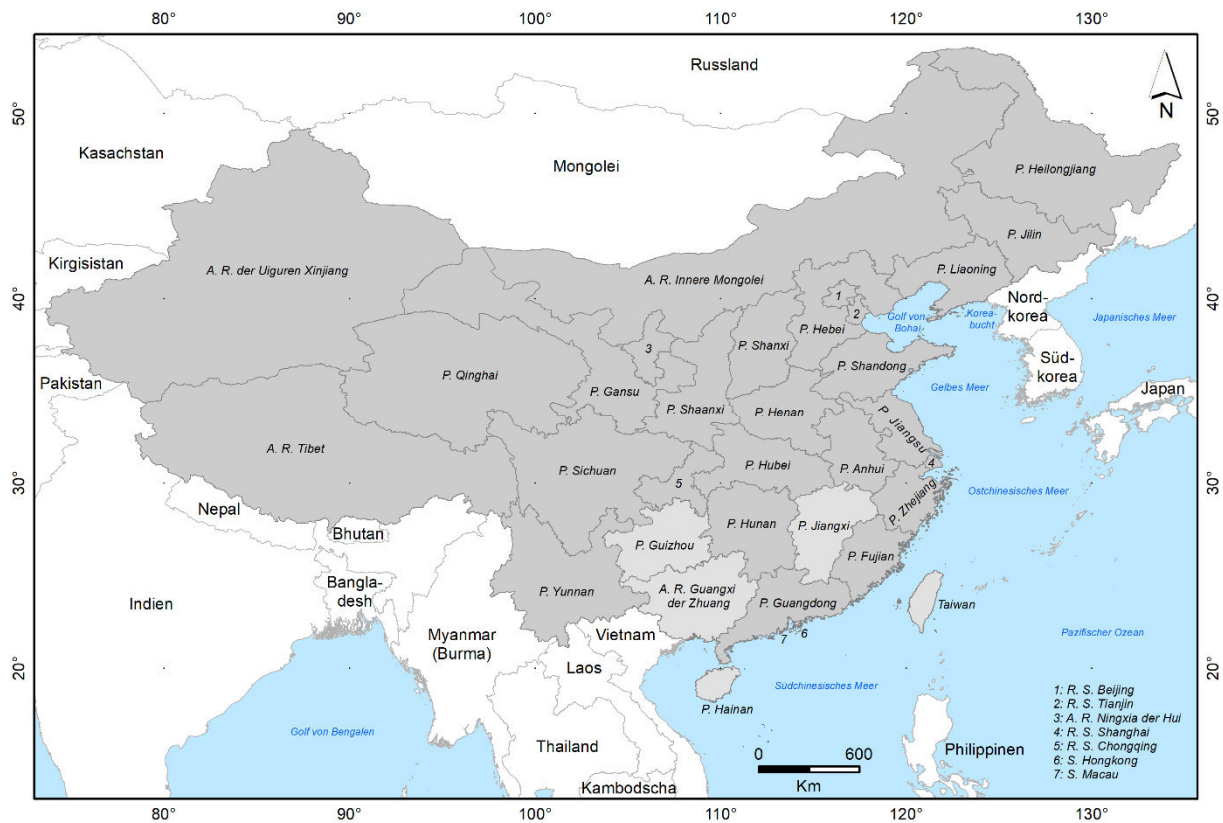 80°
90°
100°
110°
120°
130°
50°
50°
40°
40°
30°
30°
20°
20°
Russland
N
Kasachstan
Mongolei
P. Heilongjiang
P. Jilin
Kirgisistan
A. R. der Uiguren Xinjiang
A. R. Innere Mongolei
P. Liaoning
1
2
Nord-
korea
Golf von
Bohai
Korea-
bucht
Japanisches Meer
P. Hebei
P. Shanxi
3
Süd-
korea
Pakistan
P. Qinghai
P. Gansu
P. Shandong
Gelbes Meer
Japan
P. Shaanxi
P. Henan
P. Jiangsu
A. R. Tibet
P. Sichuan
P. Hubei
P. Anhui
4
5
Ostchinesisches Meer
Nepal
P. Zhejiang
Bhutan
P. Hunan
P. Jiangxi
P. Guizhou
P. Fujian
Indien
Bangla-
desh
P. Yunnan
A. R. Guangxi
der Zhuang
P. Guangdong
Taiwan
Myanmar
(Burma)
Vietnam
7
6
Pazifischer Ozean
Laos
P. Hainan
Südchinesisches Meer
Golf von Bengalen
Thailand
Kambodscha
0
600
Km
Philippinen
1: R. S. Beijing
2: R. S. Tianjin
3: A. R. Ningxia der Hui
4: R. S. Shanghai
5: R. S. Chongqing
6: S. Hongkong
7: S. Macau
80°
90°
100°
110°
120°
130°